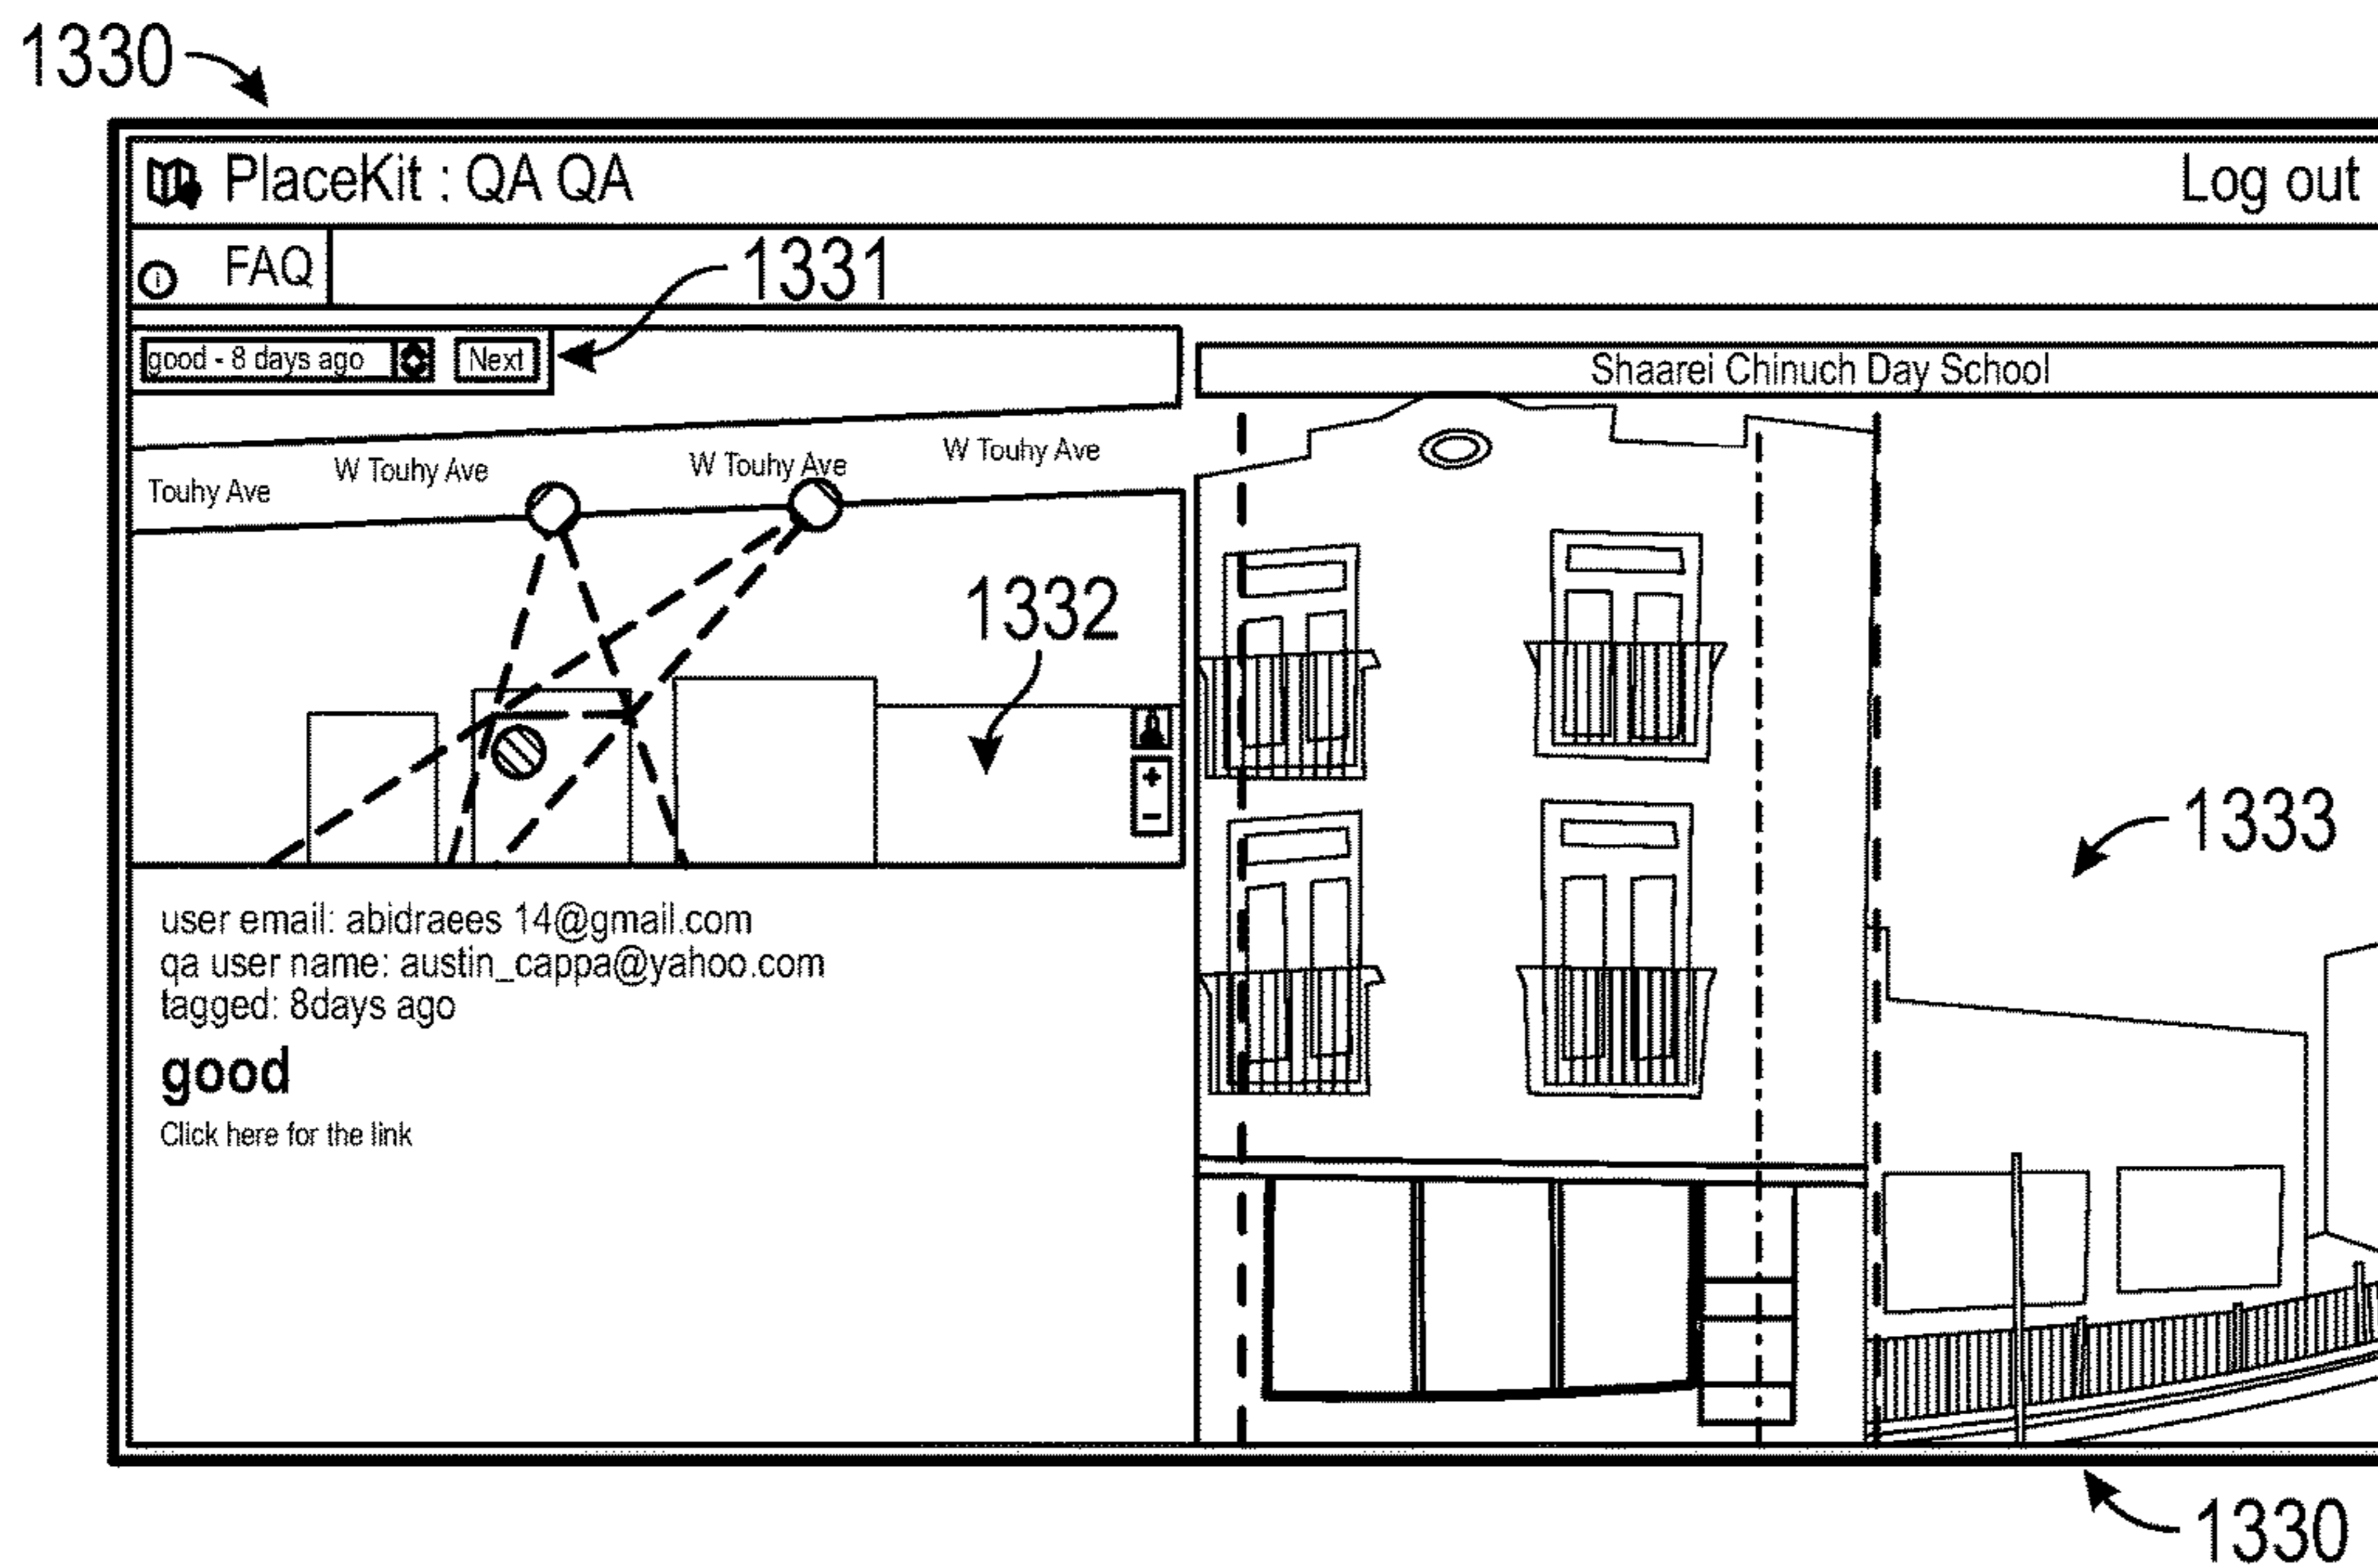 1330
PlaceKit : QA QA
Log out
i FAQ
1331
good - 8 days ago
Next
Shaarei Chinuch Day School
Touhy Ave
W Touhy Ave
W Touhy Ave
W Touhy Ave
1332
+
-
1333
user email: abidraees 14@gmail.com
qa user name: austin_cappa@yahoo.com
tagged: 8days ago
good
Click here for the link
1330